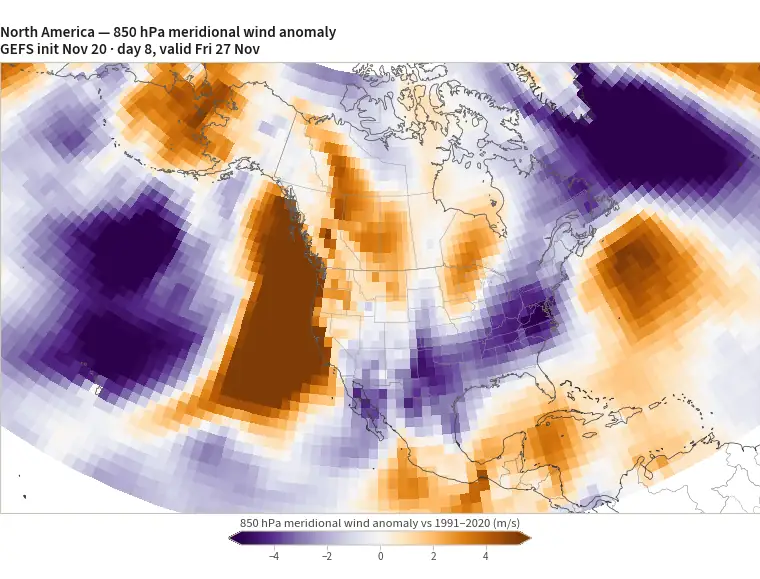 North America — 850 hPa meridional wind anomaly
GEFS init Nov 20 · day 8, valid Fri 27 Nov
850 hPa meridional wind anomaly vs 1991–2020 (m/s)
−4 −2 0 2 4